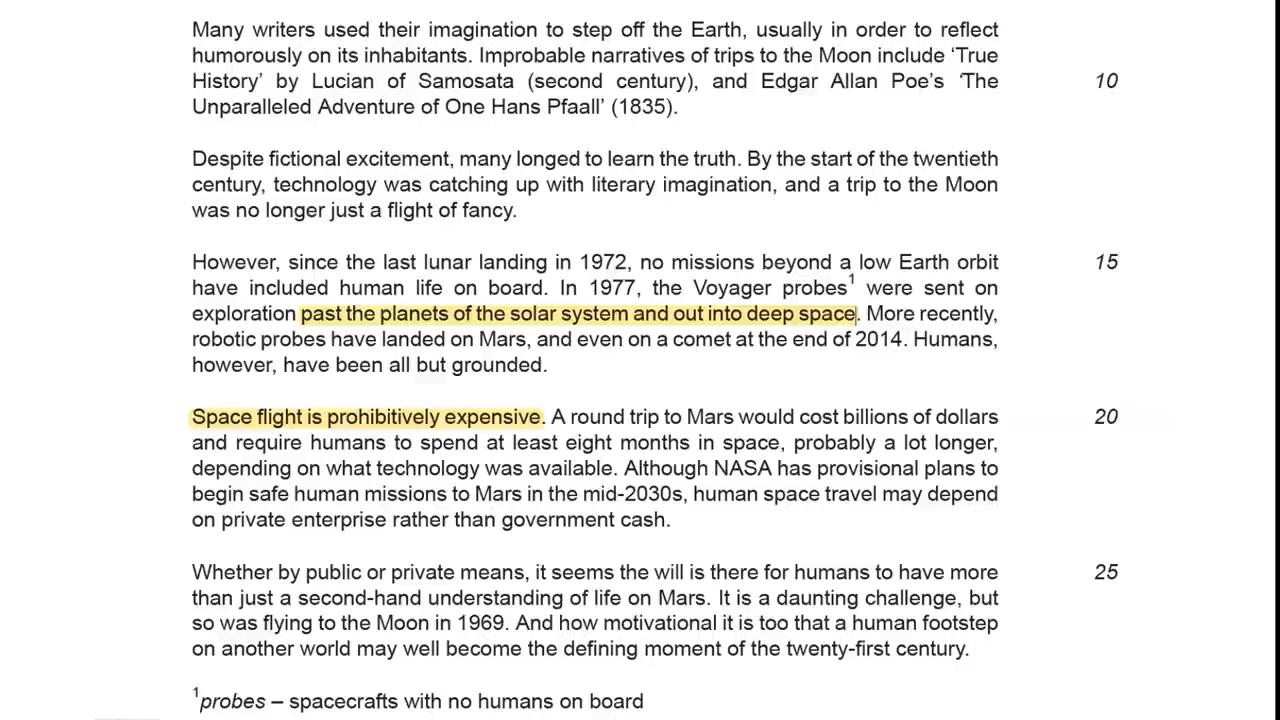 Many writers used their imagination to step off the Earth, usually in order to reflect
humorously on its inhabitants. Improbable narratives of trips to the Moon include ‘True
History’ by Lucian of Samosata (second century), and Edgar Allan Poe’s ‘The 10
Unparalleled Adventure of One Hans Pfaall’ (1835).
Despite fictional excitement, many longed to learn the truth. By the start of the twentieth
century, technology was catching up with literary imagination, and a trip to the Moon
was no longer just a flight of fancy.
However, since the last lunar landing in 1972, no missions beyond a low Earth orbit 15
have included human life on board. In 1977, the Voyager probes¹ were sent on
exploration past the planets of the solar system and out into deep space. More recently,
robotic probes have landed on Mars, and even on a comet at the end of 2014. Humans,
however, have been all but grounded.
Space flight is prohibitively expensive. A round trip to Mars would cost billions of dollars 20
and require humans to spend at least eight months in space, probably a lot longer,
depending on what technology was available. Although NASA has provisional plans to
begin safe human missions to Mars in the mid-2030s, human space travel may depend
on private enterprise rather than government cash.
Whether by public or private means, it seems the will is there for humans to have more 25
than just a second-hand understanding of life on Mars. It is a daunting challenge, but
so was flying to the Moon in 1969. And how motivational it is too that a human footstep
on another world may well become the defining moment of the twenty-first century.
¹probes – spacecrafts with no humans on board